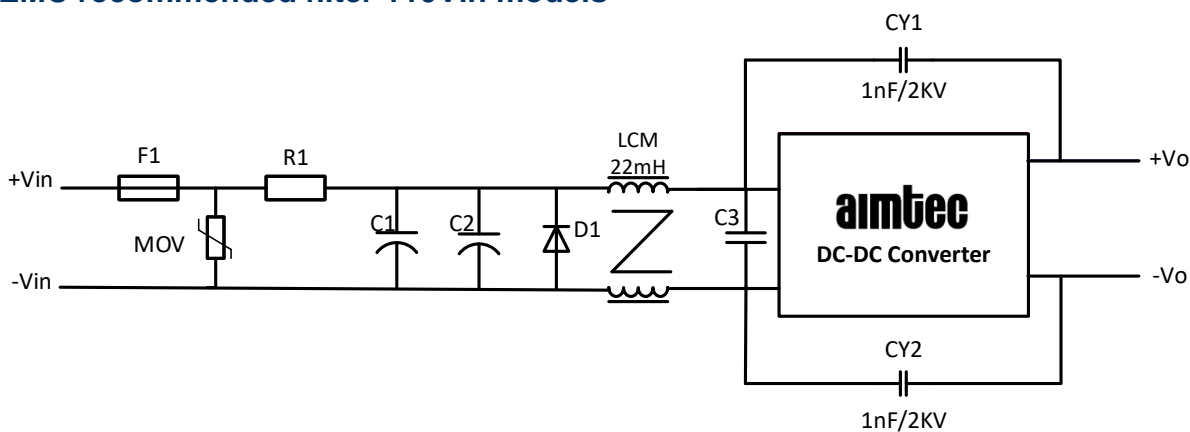 CY1
1nF/2KV
LCM
22mH
F1
R1
+Vin
+Vo
MOV
C1
C2
D1
C3
aimtec
DC-DC Converter
-Vin
-Vo
CY2
1nF/2KV